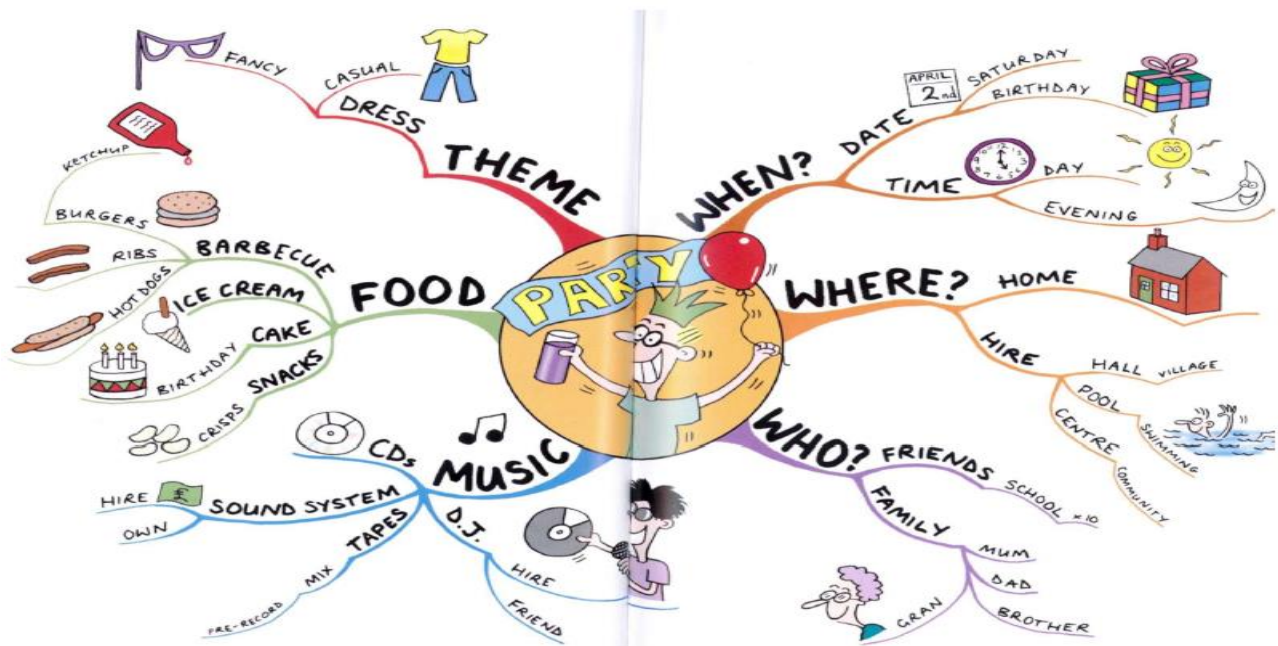 PARTY
THEME
DRESS
FANCY
CASUAL
FOOD
BARBECUE
BURGERS
KETCHUP
RIBS
HOT DOGS
ICE CREAM
CAKE
BIRTHDAY
SNACKS
CRISPS
MUSIC
CDs
SOUND SYSTEM
HIRE
£
OWN
TAPES
MIX
PRE-RECORD
D.J.
HIRE
FRIEND
WHEN?
DATE
APRIL
2nd
SATURDAY
BIRTHDAY
TIME
DAY
EVENING
WHERE?
HOME
HIRE
HALL VILLAGE
POOL
SWIMMING
CENTRE
COMMUNITY
WHO?
FRIENDS
SCHOOL x10
FAMILY
MUM
DAD
BROTHER
GRAN